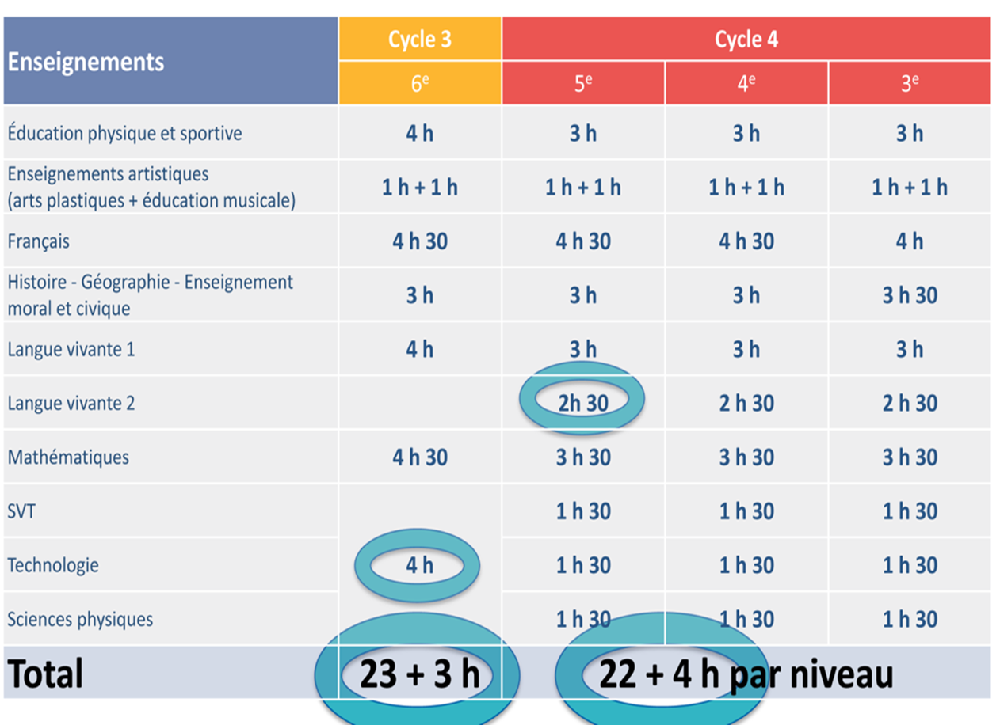 Enseignements Cycle 3 Cycle 4
6e 5e 4e 3e
Éducation physique et sportive 4 h 3 h 3 h 3 h
Enseignements artistiques
(arts plastiques + éducation musicale) 1 h + 1 h 1 h + 1 h 1 h + 1 h 1 h + 1 h
Français 4 h 30 4 h 30 4 h 30 4 h
Histoire - Géographie - Enseignement
moral et civique 3 h 3 h 3 h 3 h 30
Langue vivante 1 4 h 3 h 3 h 3 h
Langue vivante 2 2h 30 2 h 30 2 h 30
Mathématiques 4 h 30 3 h 30 3 h 30 3 h 30
SVT 1 h 30 1 h 30 1 h 30
Technologie 4 h 1 h 30 1 h 30 1 h 30
Sciences physiques 1 h 30 1 h 30 1 h 30
Total 23 + 3 h 22 + 4 h par niveau